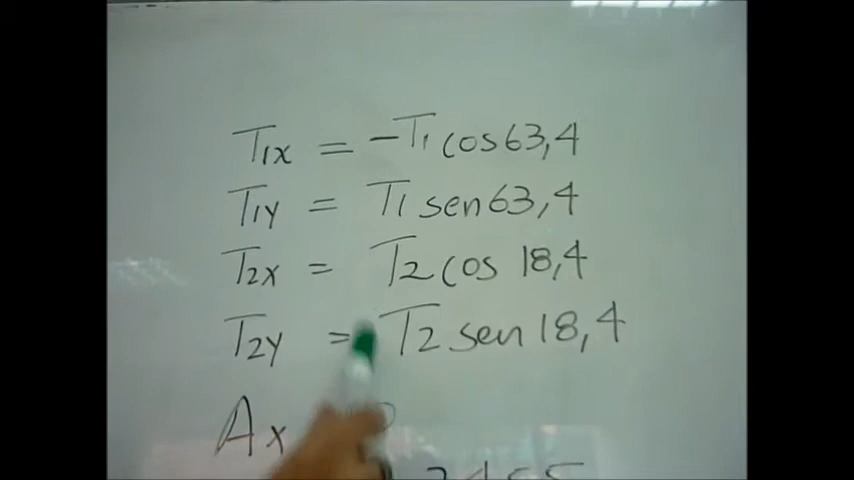 T1x = -T1 cos 63,4
T1y = T1 sen 63,4
T2x = T2 cos 18,4
T2y = T2 sen 18,4
Ax